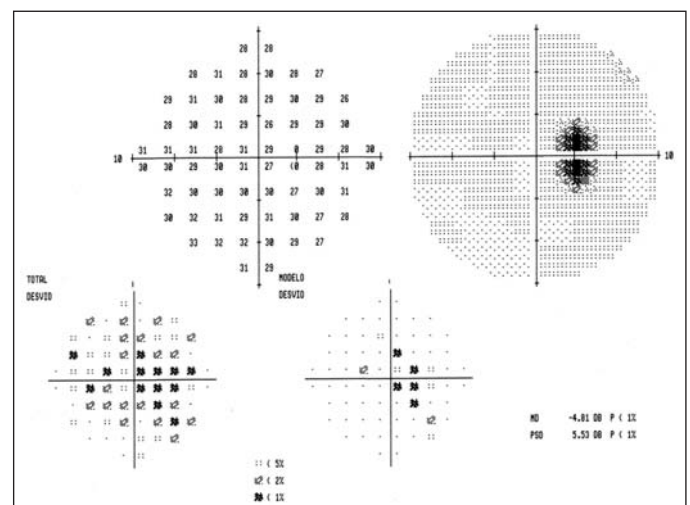 28 28
28 31 28 30 28 27
29 31 30 28 29 30 29 26
28 30 31 29 26 29 29 30
31 31 31 28 31 29 0 29 28 30
10 10
30 30 29 30 31 27 (0 28 31 30
32 30 30 30 30 27 30 31
30 32 31 29 31 30 27 28
33 32 32 30 29 27
31 29
TOTAL
DESVIO
MODELO
DESVIO
MD -4.81 DB P < 1%
PSD 5.53 DB P < 1%
:: < 5%
< 2%
< 1%